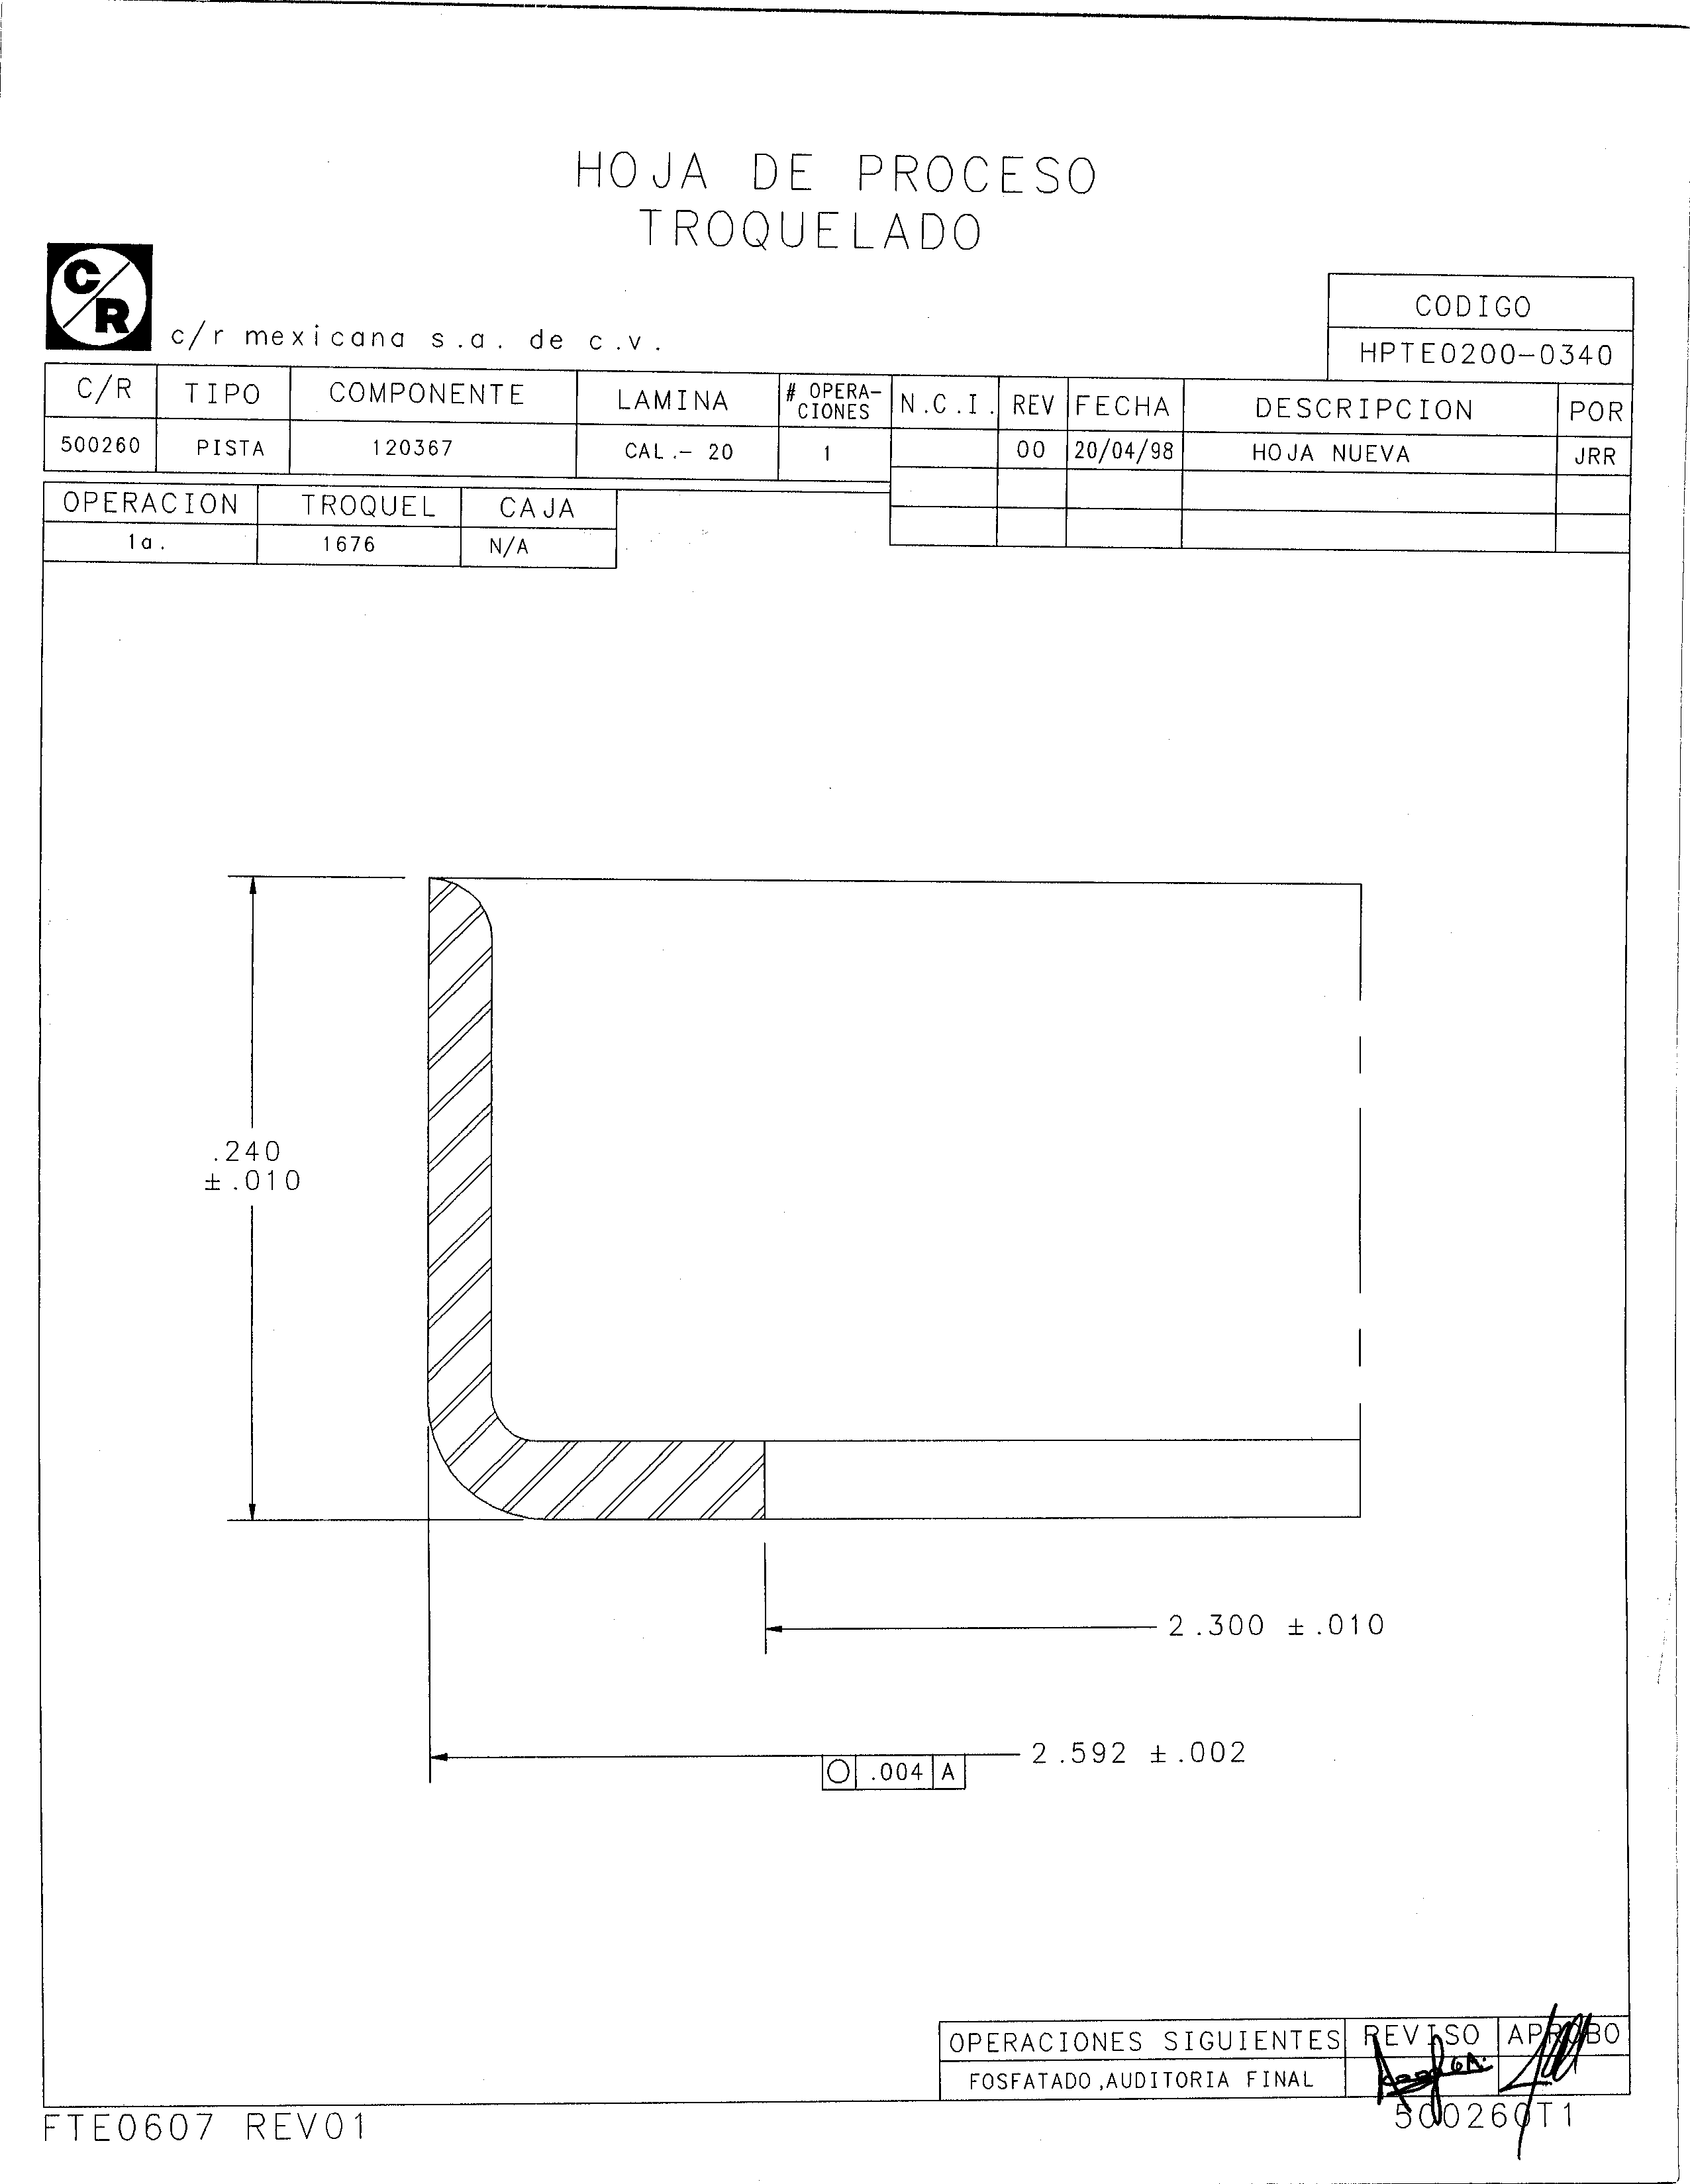 HOJA DE PROCESO
TROQUELADO
C/R
c/r mexicana s.a. de c.v.
CODIGO
HPTE0200-0340
C/R TIPO COMPONENTE LAMINA # OPERA-CIONES N.C.I. REV FECHA DESCRIPCION POR
500260 PISTA 120367 CAL.- 20 1 00 20/04/98 HOJA NUEVA JRR
OPERACION TROQUEL CAJA
1a. 1676 N/A
.240
±.010
2.300 ±.010
2.592 ±.002
.004 A
OPERACIONES SIGUIENTES REVISO APROBO
FOSFATADO,AUDITORIA FINAL
500260T1
FTE0607 REV01